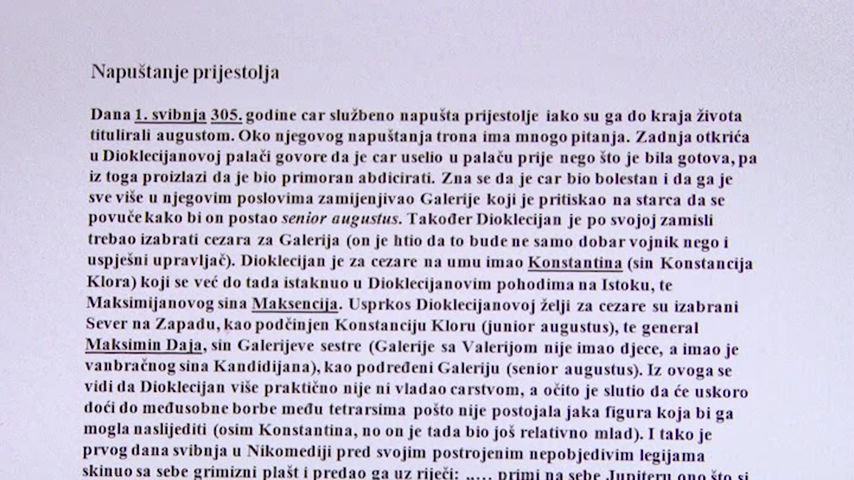 Napuštanje prijestolja
Dana 1. svibnja 305. godine car službeno napušta prijestolje iako su ga do kraja života
titulirali augustom. Oko njegovog napuštanja trona ima mnogo pitanja. Zadnja otkrića
u Dioklecijanovoj palači govore da je car uselio u palaču prije nego što je bila gotova, pa
iz toga proizlazi da je bio primoran abdicirati. Zna se da je car bio bolestan i da ga je
sve više u njegovim poslovima zamijenjivao Galerije koji je pritiskao na starca da se
povuče kako bi on postao senior augustus. Također Dioklecijan je po svojoj zamisli
trebao izabrati cezara za Galerija (on je htio da to bude ne samo dobar vojnik nego i
uspješni upravljač). Dioklecijan je za cezare na umu imao Konstantina (sin Konstancija
Klora) koji se već do tada istaknuo u Dioklecijanovim pohodima na Istoku, te
Maksimijanovog sina Maksencija. Usprkos Dioklecijanovoj želji za cezare su izabrani
Sever na Zapadu, kao podčinjen Konstanciju Kloru (junior augustus), te general
Maksimin Daja, sin Galerijeve sestre (Galerije sa Valerijom nije imao djece, a imao je
vanbračnog sina Kandidijana), kao podređeni Galeriju (senior augustus). Iz ovoga se
vidi da Dioklecijan više praktično nije ni vladao carstvom, a očito je slutio da će uskoro
doći do međusobne borbe među tetrarsima pošto nije postojala jaka figura koja bi ga
mogla naslijediti (osim Konstantina, no on je tada bio još relativno mlad). I tako je
prvog dana svibnja u Nikomediji pred svojim postrojenim nepobjedivim legijama
skinuo sa sebe grimizni plašt i predao ga uz riječi: „… primi na sebe Jupiteru ono što si